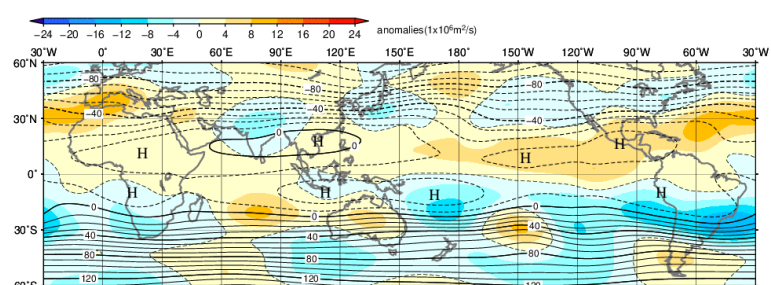 −24 −20 −16 −12 −8 −4 0 4 8 12 16 20 24
anomalies(1x10⁶m²/s)
30°W 0° 30°E 60°E 90°E 120°E 150°E 180° 150°W 120°W 90°W 60°W 30°W
60°N
−80 −80 −80
−40 −40 −40
30°N
0 0
H H H H
0°
H H H H
0 0 0
30°S
40 40 40
80 80 80
120 120 120
60°S